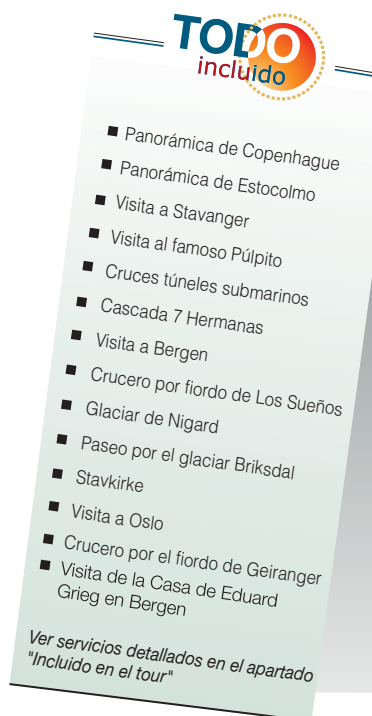 TODO
incluido
■ Panorámica de Copenhague
■ Panorámica de Estocolmo
■ Visita a Stavanger
■ Visita al famoso Púlpito
■ Cruces túneles submarinos
■ Cascada 7 Hermanas
■ Visita a Bergen
■ Crucero por fiordo de Los Sueños
■ Glaciar de Nigard
■ Paseo por el glaciar Briksdal
■ Stavkirke
■ Visita a Oslo
■ Crucero por el fiordo de Geiranger
■ Visita de la Casa de Eduard
Grieg en Bergen
Ver servicios detallados en el apartado
"Incluido en el tour"